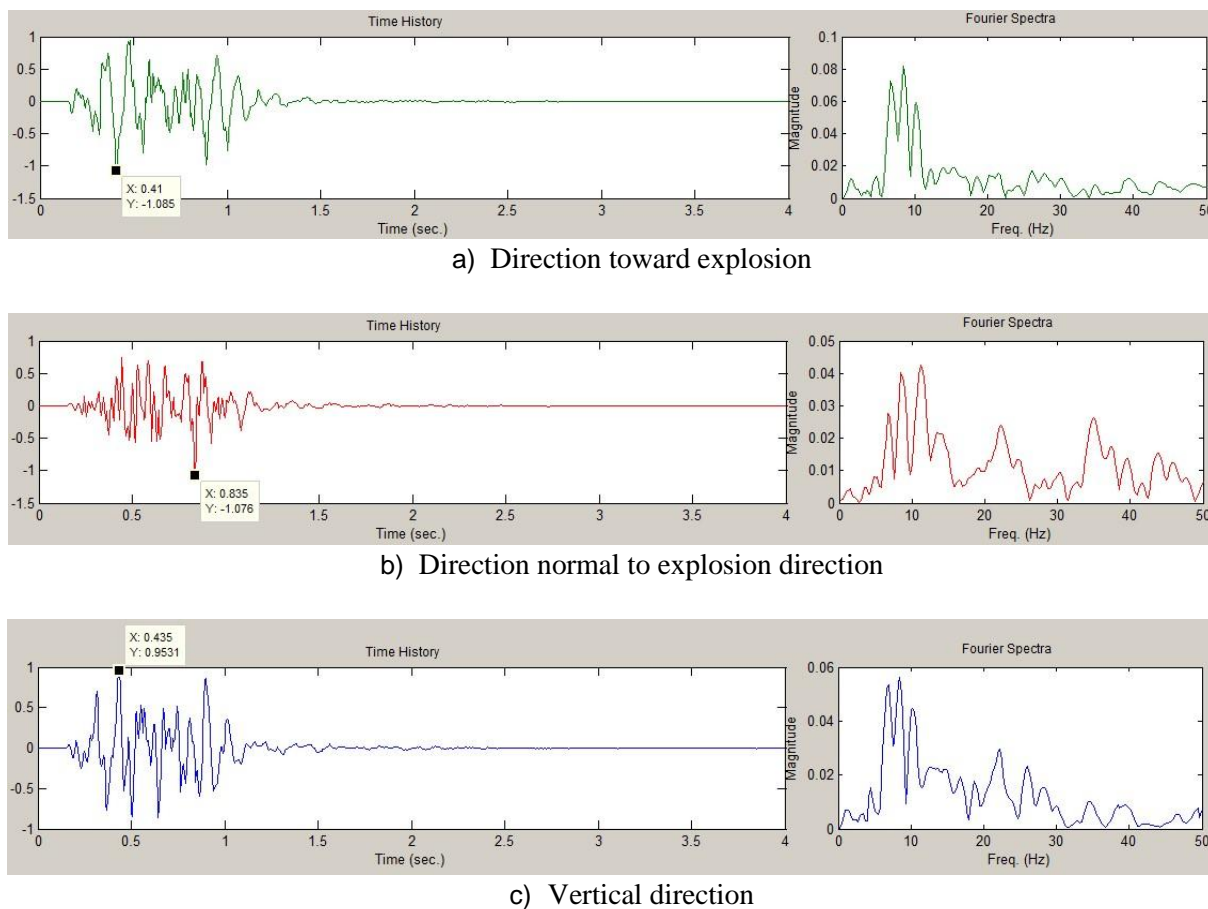 Time History
Fourier Spectra
1
0.5
0
-0.5
-1
-1.5
X: 0.41
Y: -1.085
0 0.5 1 1.5 2 2.5 3 3.5 4
Time (sec.)
0.1
0.08
0.06
0.04
0.02
0
Magnitude
0 10 20 30 40 50
Freq. (Hz)
a) Direction toward explosion
Time History
Fourier Spectra
1
0.5
0
-0.5
-1
-1.5
X: 0.835
Y: -1.076
0 0.5 1 1.5 2 2.5 3 3.5 4
Time (sec.)
0.05
0.04
0.03
0.02
0.01
0
Magnitude
0 10 20 30 40 50
Freq. (Hz)
b) Direction normal to explosion direction
X: 0.435
Y: 0.9531
Time History
Fourier Spectra
1
0.5
0
-0.5
-1
0 0.5 1 1.5 2 2.5 3 3.5 4
Time (sec.)
0.06
0.04
0.02
0
Magnitude
0 10 20 30 40 50
Freq. (Hz)
c) Vertical direction